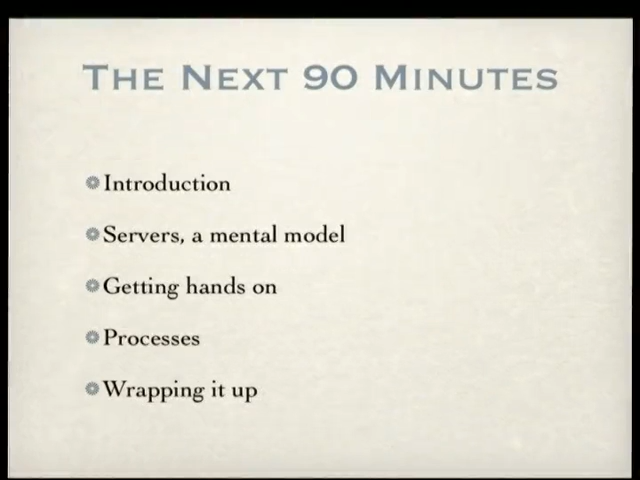 The Next 90 Minutes
Introduction
Servers, a mental model
Getting hands on
Processes
Wrapping it up